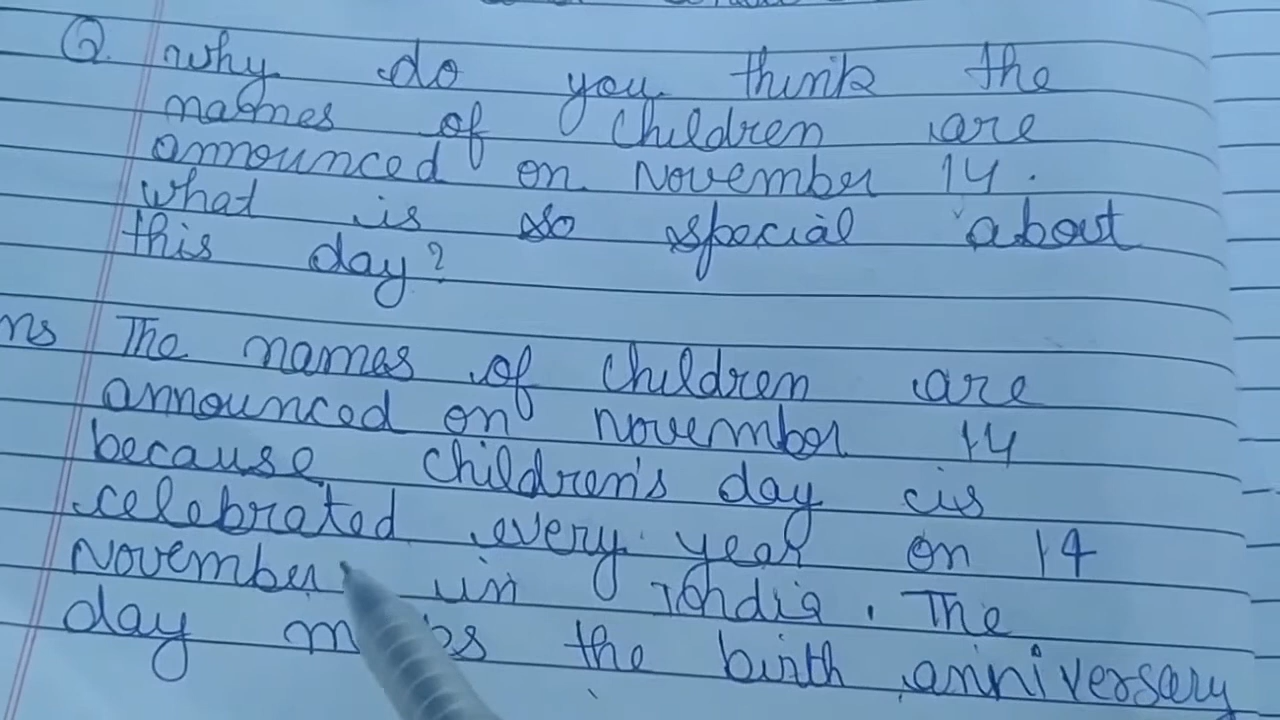 Q. Why do you think the
names of children are
announced on November 14.
What is so special about
this day?
ns The names of children are
announced on November 14
because children's day is
celebrated every year on 14
November in India. The
day the birth anniversary